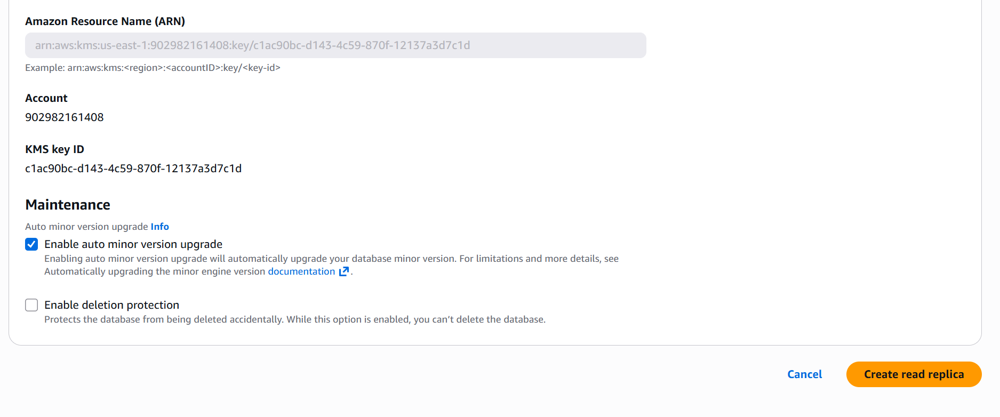 Amazon Resource Name (ARN)
arn:aws:kms:us-east-1:902982161408:key/c1ac90bc-d143-4c59-870f-12137a3d7c1d
Example: arn:aws:kms:<region>:<accountID>:key/<key-id>
Account
902982161408
KMS key ID
c1ac90bc-d143-4c59-870f-12137a3d7c1d
Maintenance
Auto minor version upgrade Info
Enable auto minor version upgrade
Enabling auto minor version upgrade will automatically upgrade your database minor version. For limitations and more details, see
Automatically upgrading the minor engine version documentation .
Enable deletion protection
Protects the database from being deleted accidentally. While this option is enabled, you can’t delete the database.
Cancel Create read replica